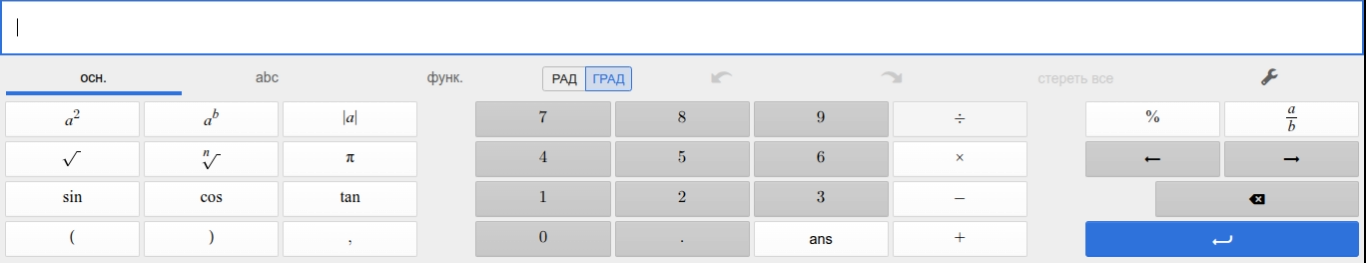 осн. abc функ. РАД ГРАД стереть все
a² aᵇ |a| 7 8 9 ÷ % a/b
√ ⁿ√ π 4 5 6 × ← →
sin cos tan 1 2 3 −
( ) , 0 . ans +